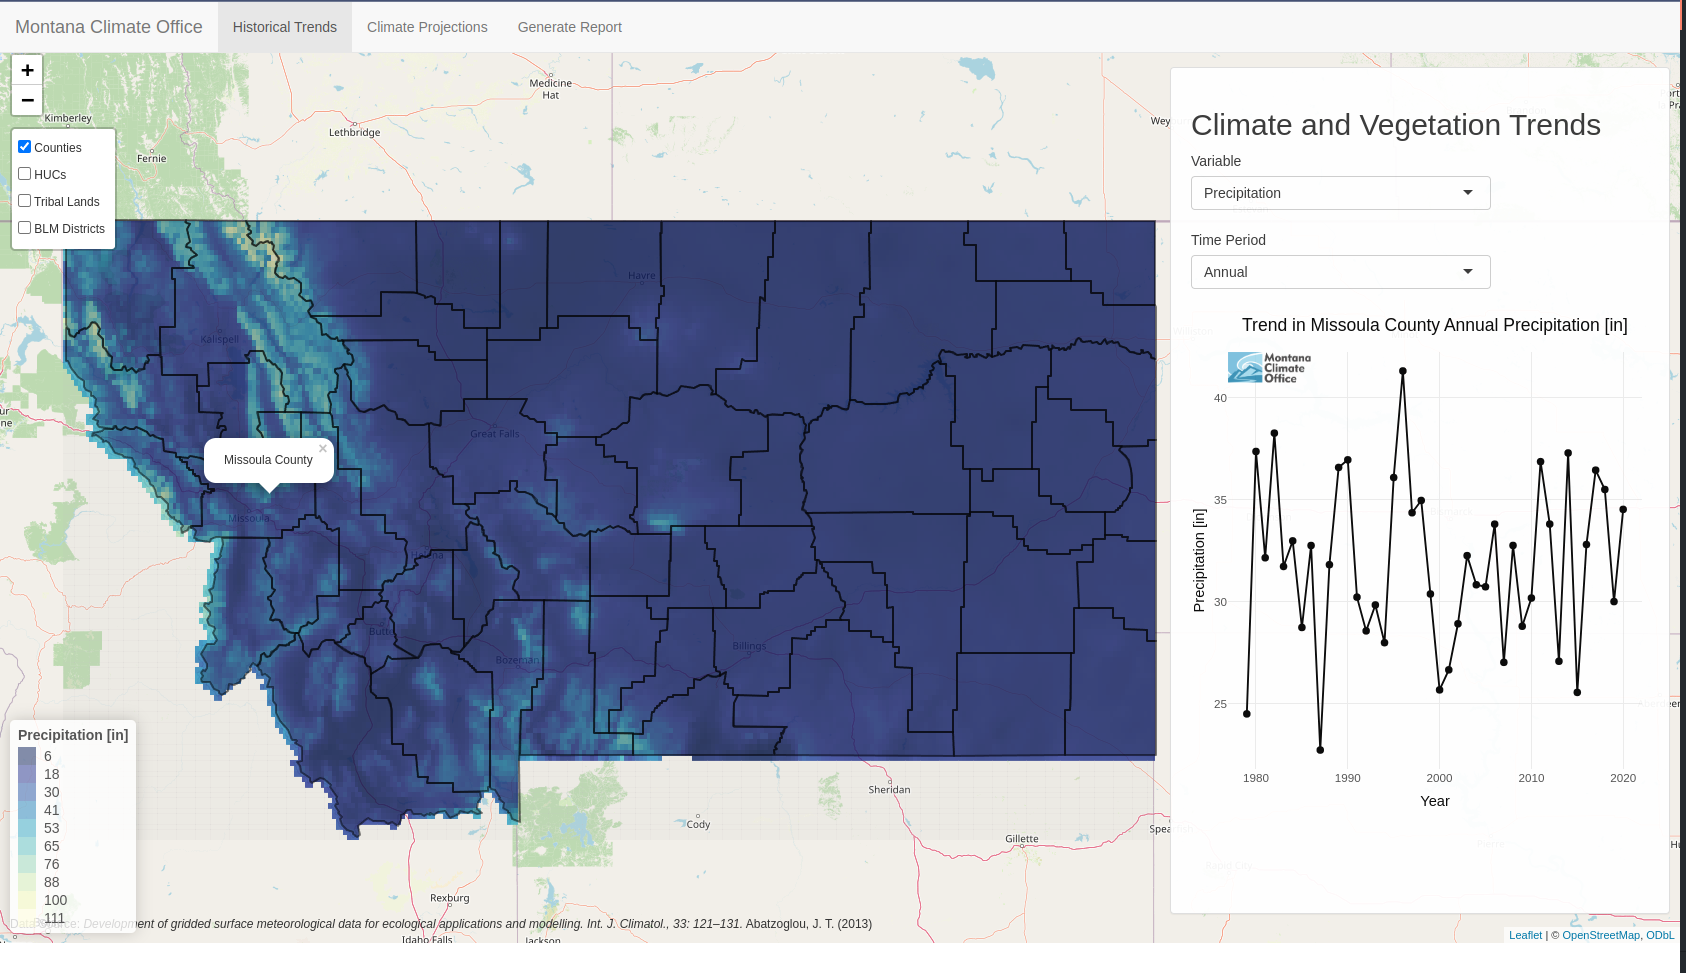 Montana Climate Office
Historical Trends
Climate Projections
Generate Report
+
−
Counties
HUCs
Tribal Lands
BLM Districts
Kimberley
Fernie
Lethbridge
Medicine
Hat
Havre
Kalispell
Great Falls
Missoula County
×
Missoula
Helena
Butte
Bozeman
Billings
Sheridan
Cody
Gillette
Rexburg
Idaho Falls
Jackson
Precipitation [in]
6
18
30
41
53
65
76
88
100
111
Data Source: Development of gridded surface meteorological data for ecological applications and modelling. Int. J. Climatol., 33: 121–131. Abatzoglou, J. T. (2013)
Climate and Vegetation Trends
Variable
Precipitation
Time Period
Annual
Trend in Missoula County Annual Precipitation [in]
Montana
Climate
Office
Precipitation [in]
40
35
30
25
1980
1990
2000
2010
2020
Year
Leaflet | © OpenStreetMap, ODbL